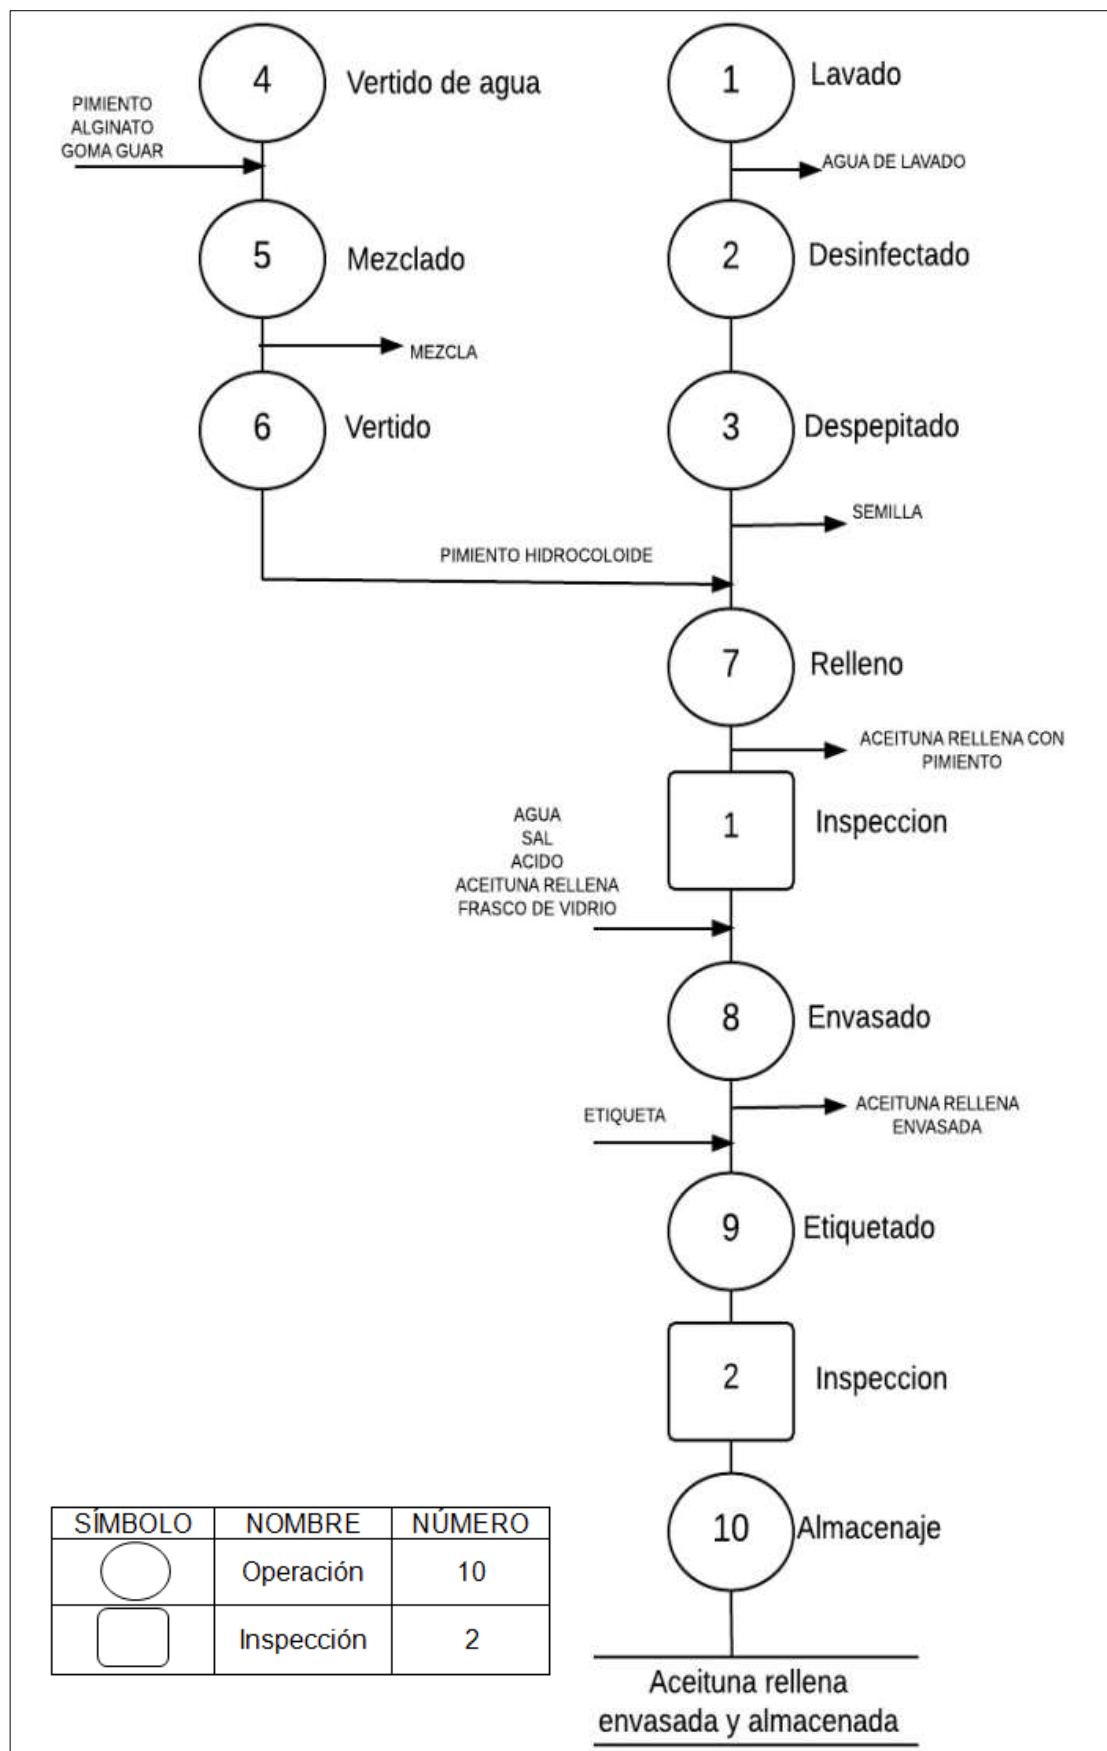 4
Vertido de agua
1
Lavado
PIMIENTO
ALGINATO
GOMA GUAR
AGUA DE LAVADO
5
Mezclado
2
Desinfectado
MEZCLA
6
Vertido
3
Despepitado
SEMILLA
PIMIENTO HIDROCOLOIDE
7
Relleno
ACEITUNA RELLENA CON
PIMIENTO
1
Inspeccion
AGUA
SAL
ACIDO
ACEITUNA RELLENA
FRASCO DE VIDRIO
8
Envasado
ACEITUNA RELLENA
ENVASADA
ETIQUETA
9
Etiquetado
2
Inspeccion
10
Almacenaje
SÍMBOLO NOMBRE NÚMERO
Operación 10
Inspección 2
Aceituna rellena
envasada y almacenada